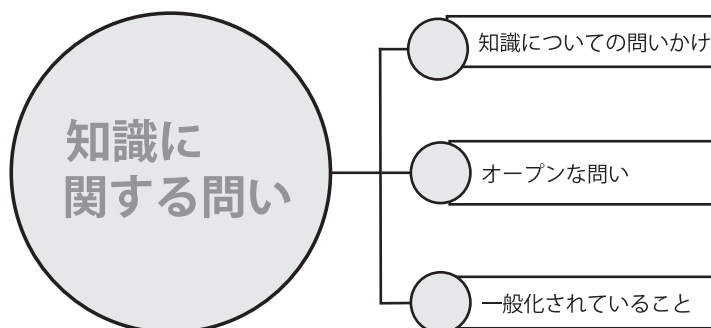 知識に
関する問い
知識についての問いかけ
オープンな問い
一般化されていること